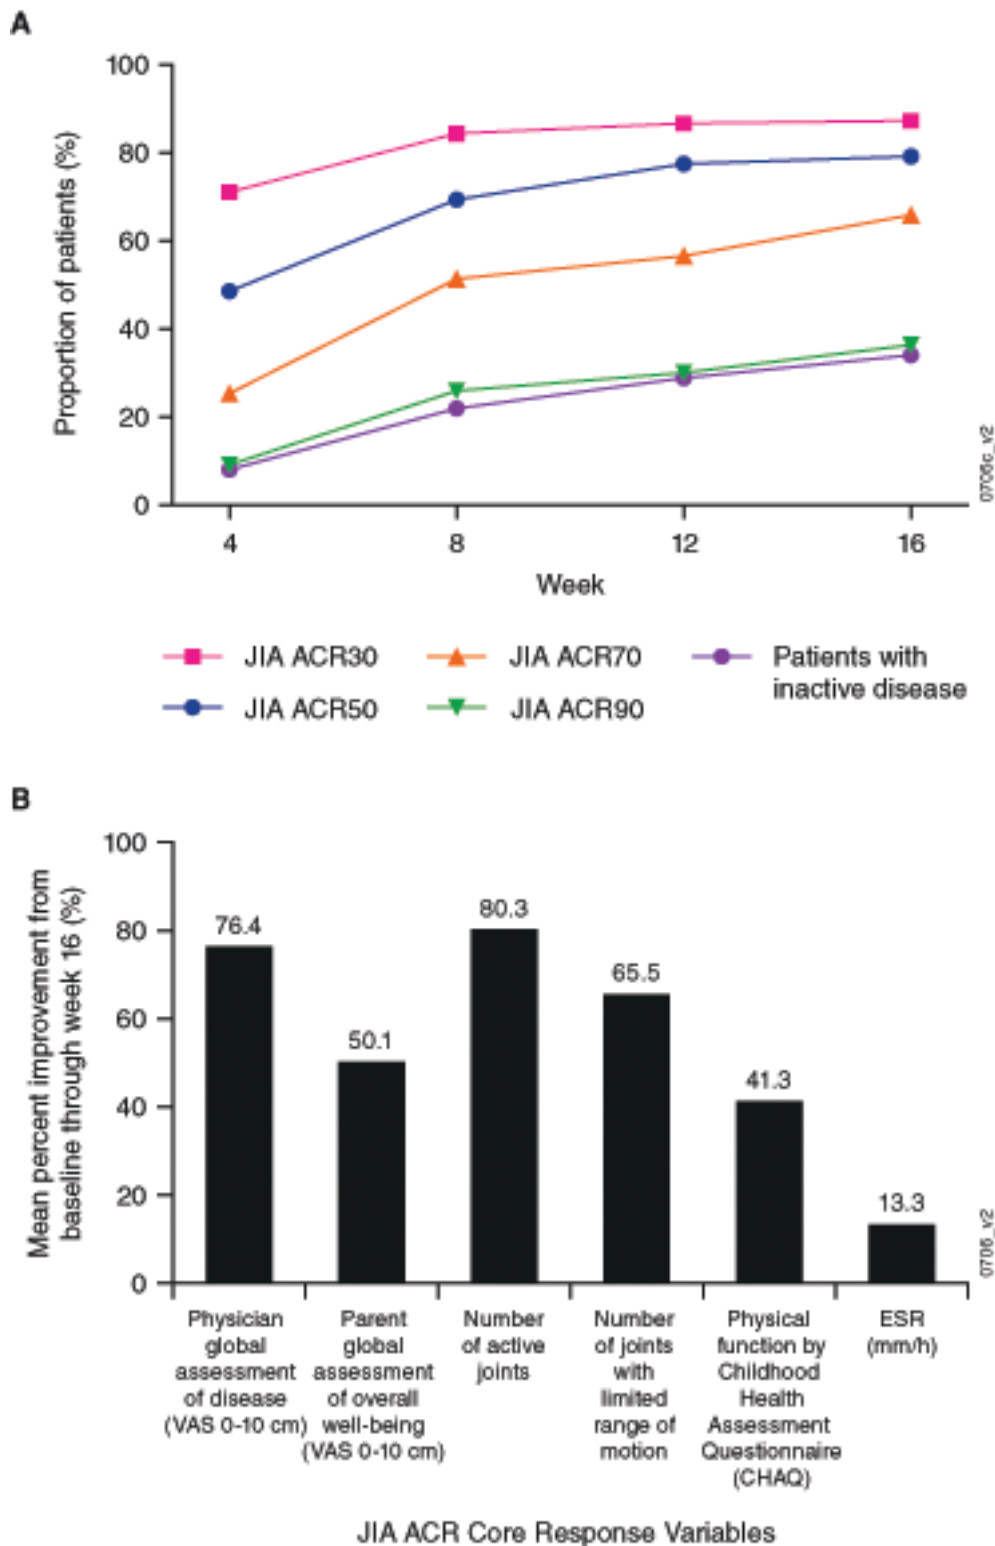 A
100
80
60
40
20
0
Proportion of patients (%)
4 8 12 16
Week
0706c_v2
JIA ACR30
JIA ACR70
Patients with
inactive disease
JIA ACR50
JIA ACR90
B
100
80
60
40
20
0
Mean percent improvement from
baseline through week 16 (%)
76.4
50.1
80.3
65.5
41.3
13.3
0706_v2
Physician
global
assessment
of disease
(VAS 0-10 cm)
Parent
global
assessment
of overall
well-being
(VAS 0-10 cm)
Number
of active
joints
Number
of joints
with
limited
range of
motion
Physical
function by
Childhood
Health
Assessment
Questionnaire
(CHAQ)
ESR
(mm/h)
JIA ACR Core Response Variables